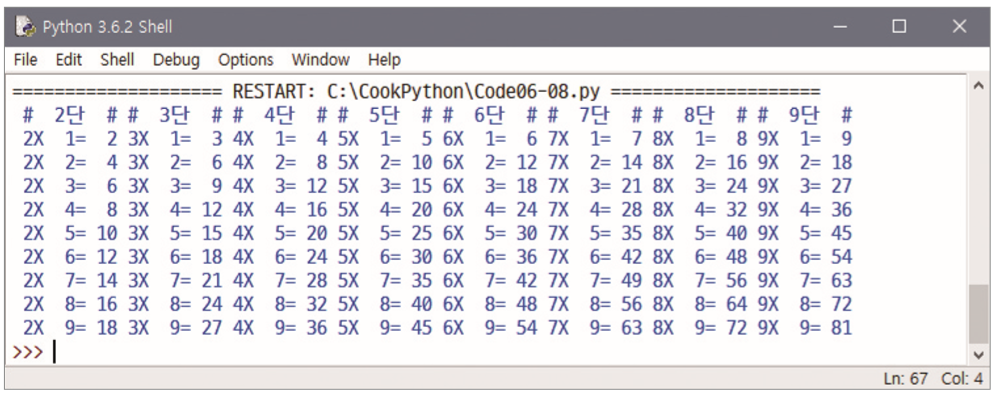 Python 3.6.2 Shell
File Edit Shell Debug Options Window Help
==================== RESTART: C:\CookPython\Code06-08.py ====================
#  2단  # #  3단  # #  4단  # #  5단  # #  6단  # #  7단  # #  8단  # #  9단  #
2X  1=  2 3X  1=  3 4X  1=  4 5X  1=  5 6X  1=  6 7X  1=  7 8X  1=  8 9X  1=  9
2X  2=  4 3X  2=  6 4X  2=  8 5X  2= 10 6X  2= 12 7X  2= 14 8X  2= 16 9X  2= 18
2X  3=  6 3X  3=  9 4X  3= 12 5X  3= 15 6X  3= 18 7X  3= 21 8X  3= 24 9X  3= 27
2X  4=  8 3X  4= 12 4X  4= 16 5X  4= 20 6X  4= 24 7X  4= 28 8X  4= 32 9X  4= 36
2X  5= 10 3X  5= 15 4X  5= 20 5X  5= 25 6X  5= 30 7X  5= 35 8X  5= 40 9X  5= 45
2X  6= 12 3X  6= 18 4X  6= 24 5X  6= 30 6X  6= 36 7X  6= 42 8X  6= 48 9X  6= 54
2X  7= 14 3X  7= 21 4X  7= 28 5X  7= 35 6X  7= 42 7X  7= 49 8X  7= 56 9X  7= 63
2X  8= 16 3X  8= 24 4X  8= 32 5X  8= 40 6X  8= 48 7X  8= 56 8X  8= 64 9X  8= 72
2X  9= 18 3X  9= 27 4X  9= 36 5X  9= 45 6X  9= 54 7X  9= 63 8X  9= 72 9X  9= 81
>>>
Ln: 67 Col: 4